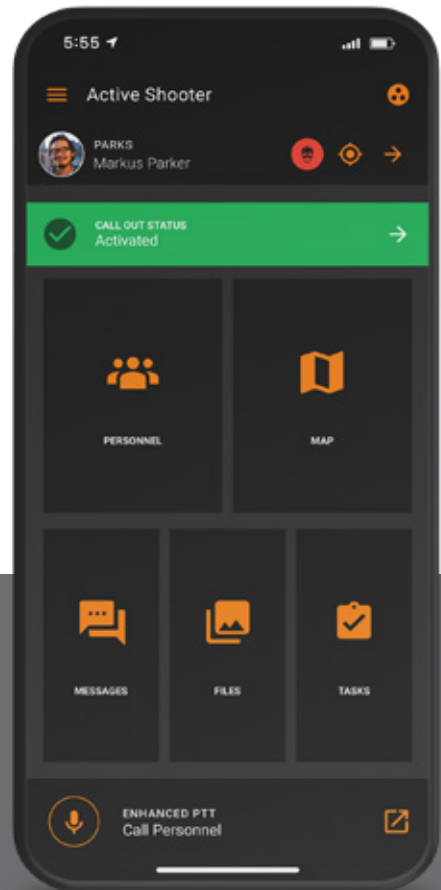 5:55
Active Shooter
PARKS
Markus Parker
CALL OUT STATUS
Activated
PERSONNEL
MAP
MESSAGES
FILES
TASKS
ENHANCED PTT
Call Personnel